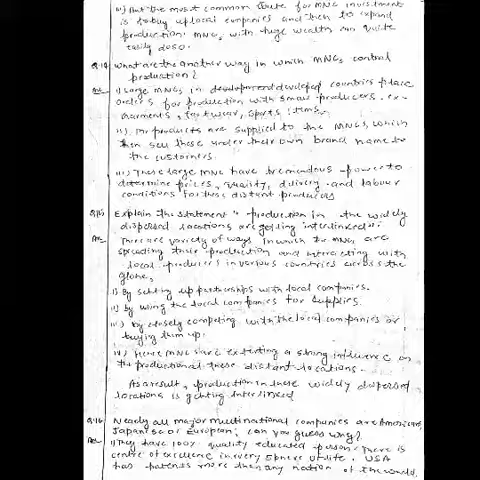 iii) But the most common route for MNC investment
is to buy up local companies and then to expand
production. MNCs with huge wealth can quite
easily do so.
Q.14 What are the another way in which MNCs control
production?
Ans i) Large MNCs in developed countries place
orders for production with small producers. ex-
Garments, footwear, sports items.
ii) The products are supplied to the MNCs, which
then sell these under their own brand name to
the customers.
iii) These large MNC have tremendous power to
determine prices, quality, delivery and labour
conditions for these distant producers
Q.15 Explain the statement "production in the widely
dispersed locations are getting interlinked".
Ans There are variety of ways in which the MNCs are
spreading their production and interacting with
local producers in various countries across the
globe,
i) By setting up partnerships with local companies.
ii) By using the local companies for supplies.
iii) By closely competing with the local companies or
buying them up.
iv) Hence MNCs are exterting a strong influence on
the production at these distant locations.
As a result, production in these widely dispersed
locations is getting interlinked
Q.16 Nearly all major multinational companies are American,
Japanese or European, can you guess why?
Ans i) They have 100% quality educated person. There is
centre of excellence in every sphere of life. USA
has patents more then any nation of the world,